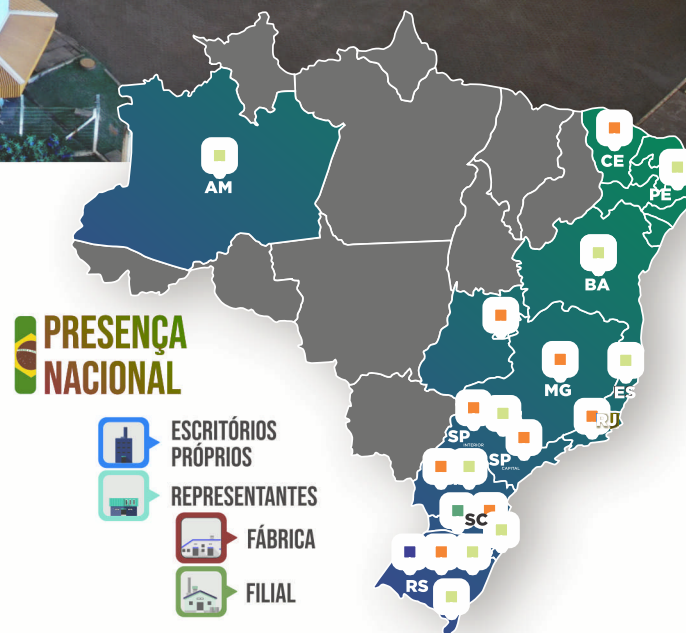 AM
CE
PE
BA
PRESENÇA
NACIONAL
MG
ES
RJ
SP
INTERIOR
SP
CAPITAL
ESCRITÓRIOS
PRÓPRIOS
REPRESENTANTES
SC
FÁBRICA
RS
FILIAL